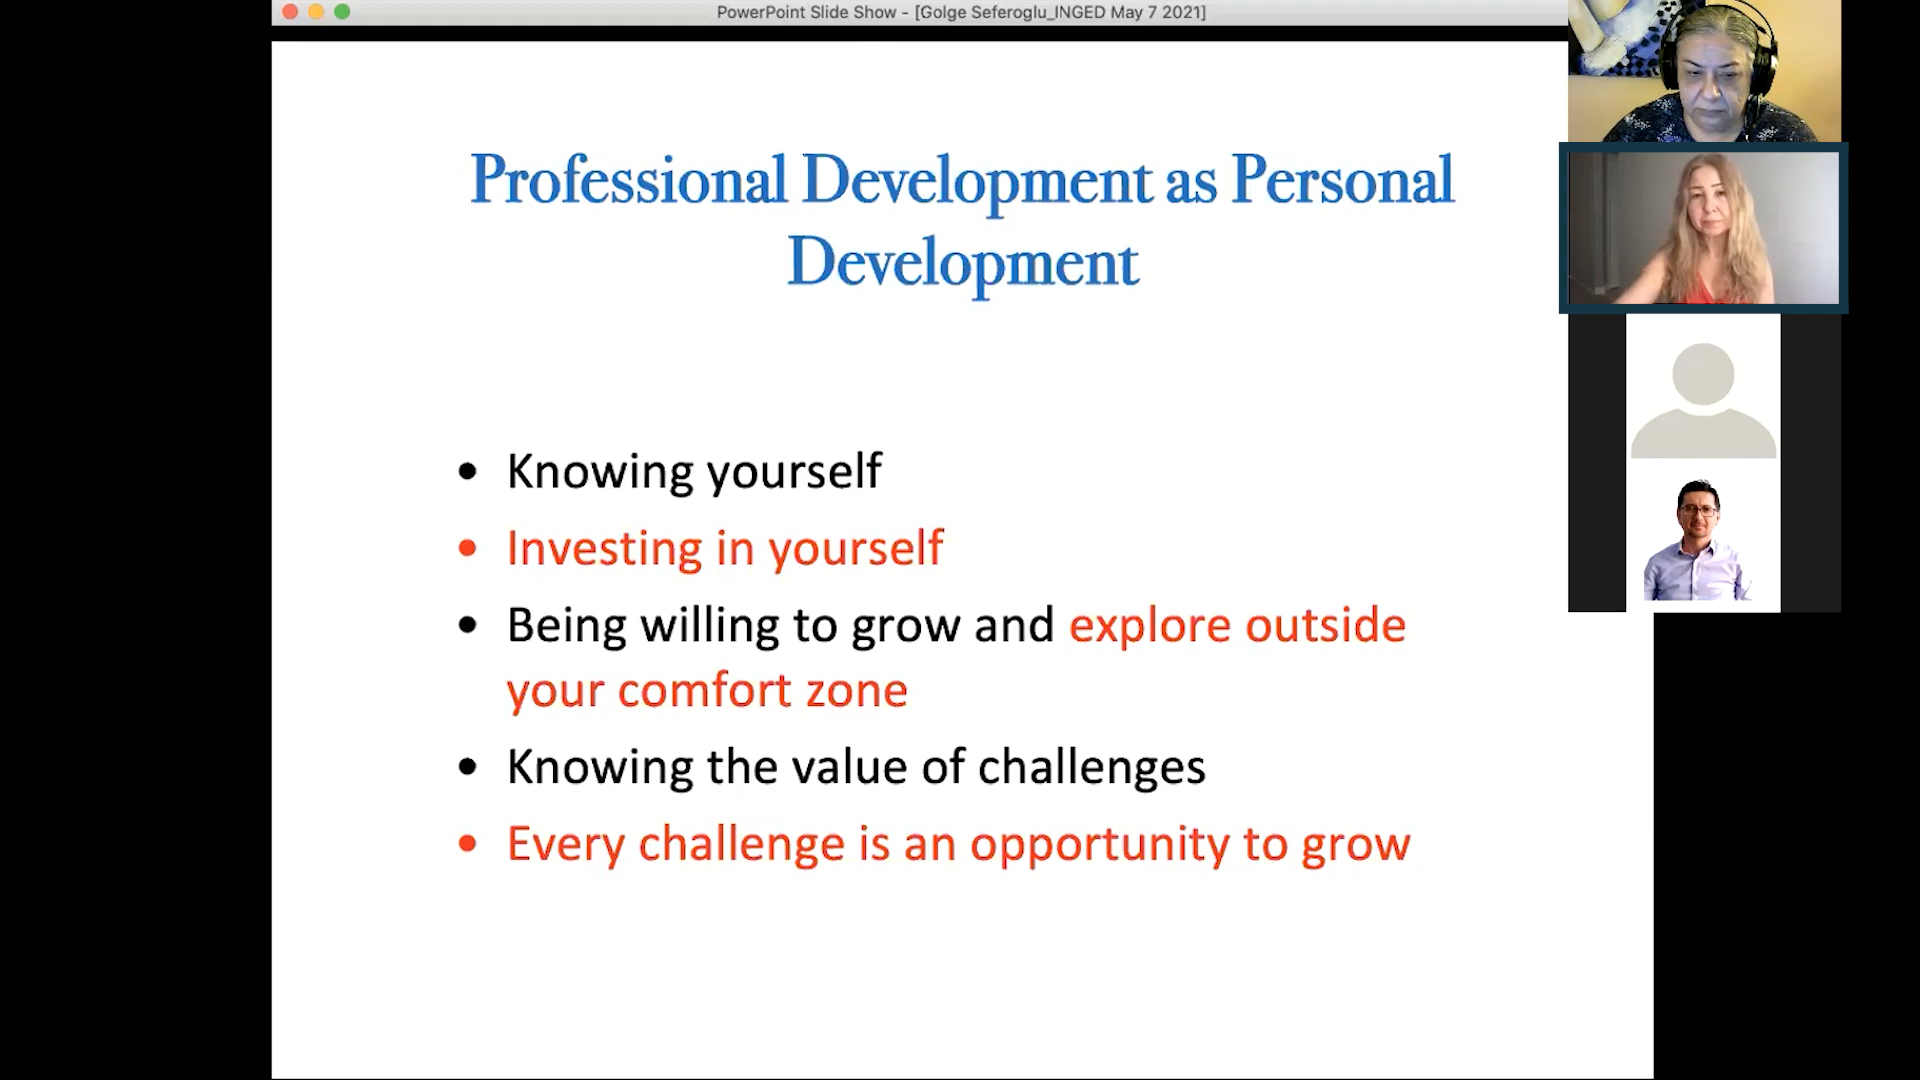 PowerPoint Slide Show - [Golge Seferoglu_INGED May 7 2021]
Professional Development as Personal
Development
• Knowing yourself
• Investing in yourself
• Being willing to grow and explore outside
your comfort zone
• Knowing the value of challenges
• Every challenge is an opportunity to grow